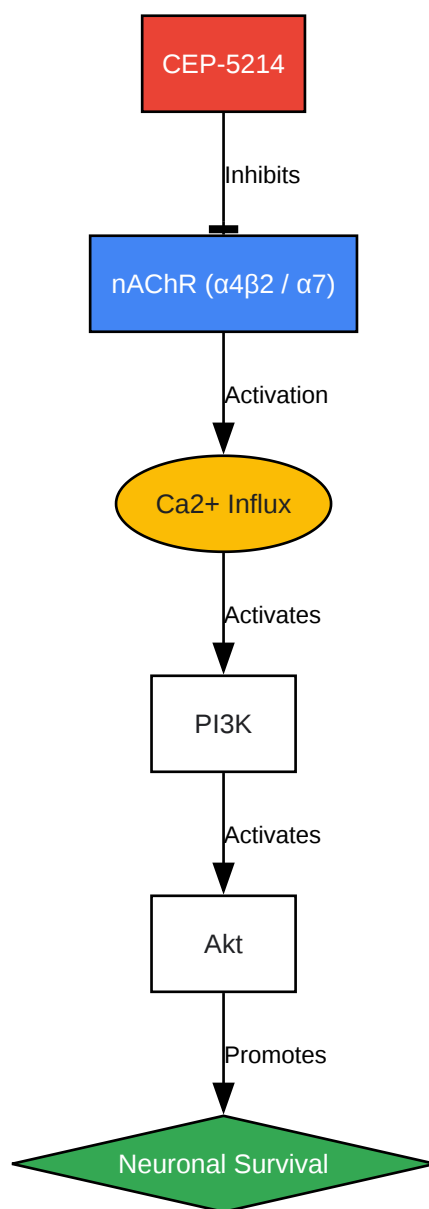 CEP-5214
Inhibits
nAChR (α4β2 / α7)
Activation
Ca2+ Influx
Activates
PI3K
Activates
Akt
Promotes
Neuronal Survival